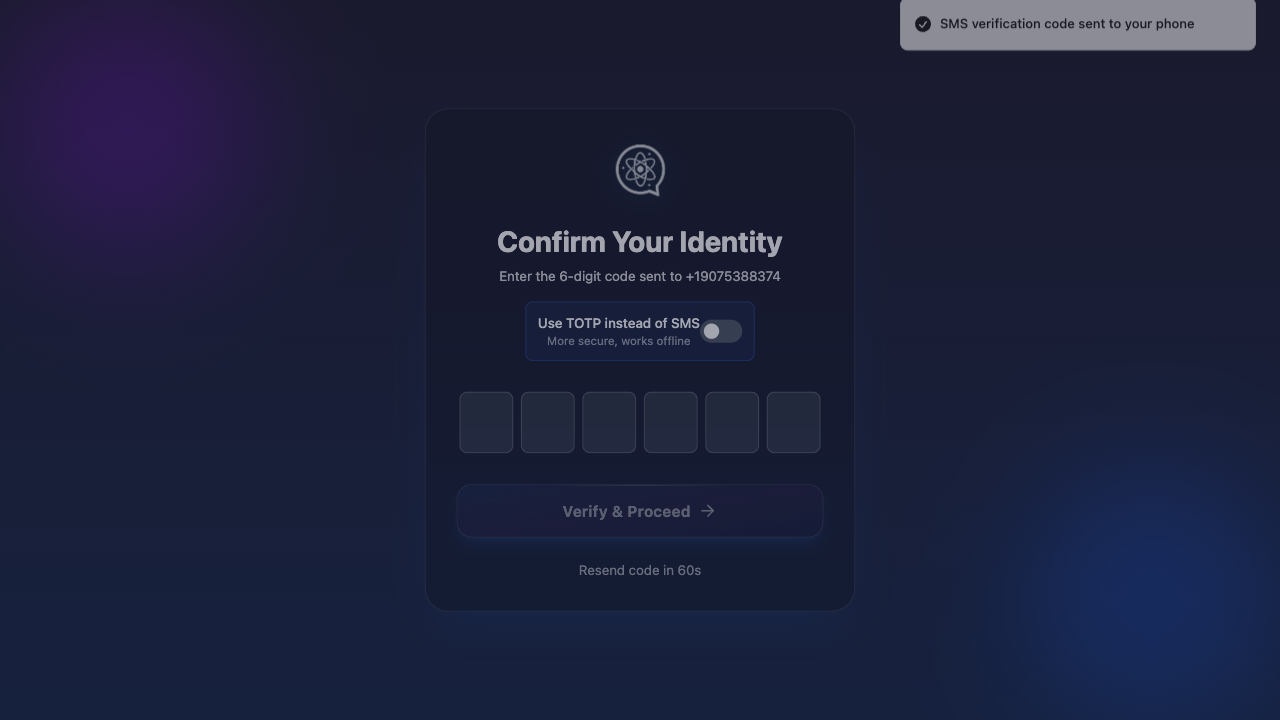 SMS verification code sent to your phone
Confirm Your Identity
Enter the 6-digit code sent to +19075388374
Use TOTP instead of SMS
More secure, works offline
Verify & Proceed →
Resend code in 60s